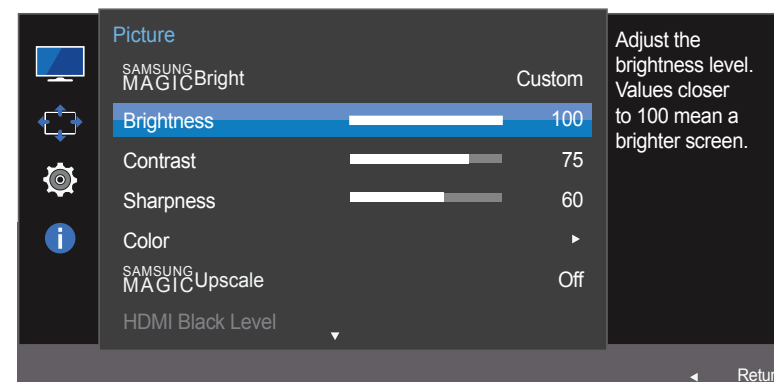 Picture
SAMSUNG
MAGIC Bright Custom
Brightness 100
Contrast 75
Sharpness 60
Color
SAMSUNG
MAGIC Upscale Off
HDMI Black Level
Adjust the
brightness level.
Values closer
to 100 mean a
brighter screen.
i
Retur